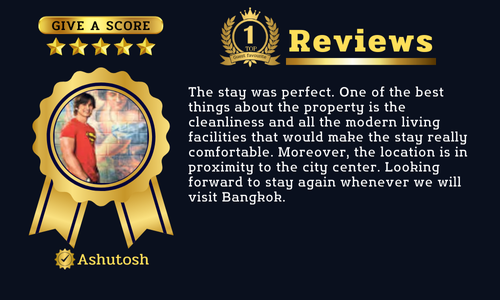 GIVE A SCORE
1
TOP
Reviews
The stay was perfect. One of the best
things about the property is the
cleanliness and all the modern living
facilities that would make the stay really
comfortable. Moreover, the location is in
proximity to the city center. Looking
forward to stay again whenever we will
visit Bangkok.
Ashutosh